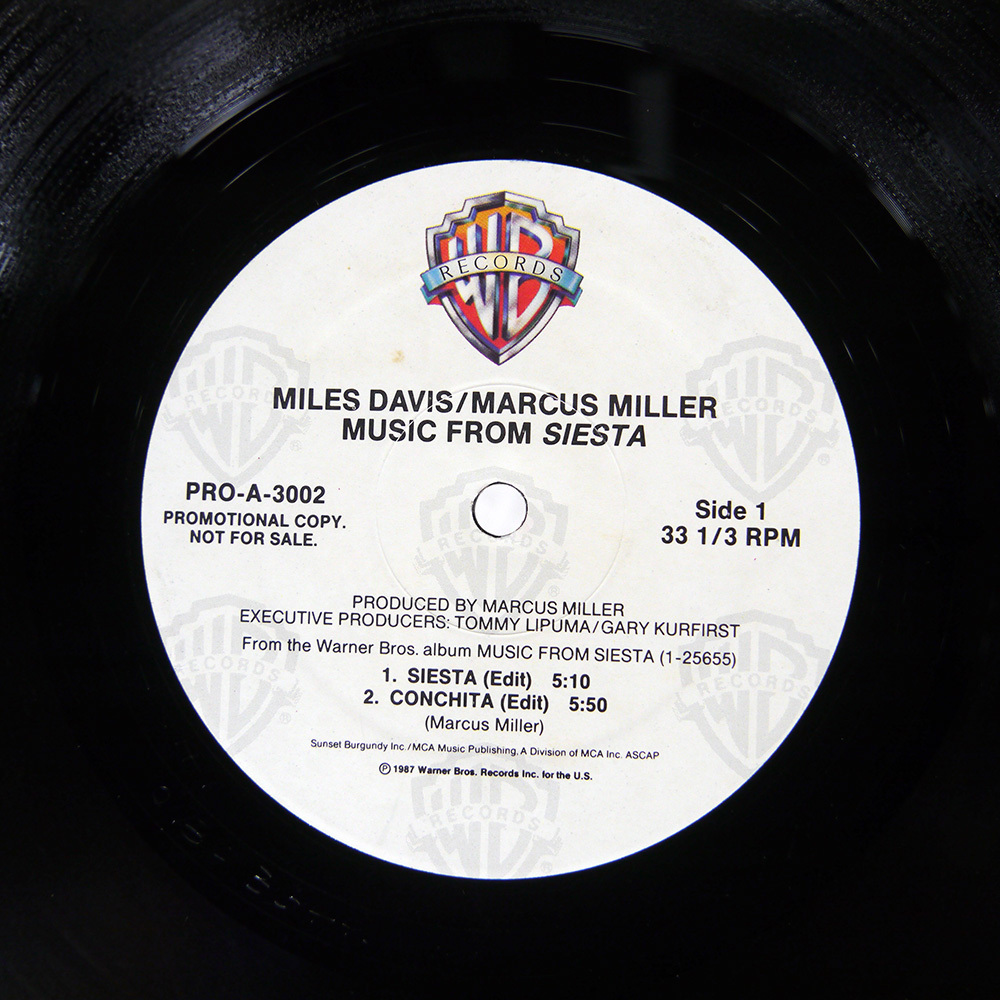 WB
RECORDS
MILES DAVIS/MARCUS MILLER
MUSIC FROM SIESTA
PRO-A-3002
PROMOTIONAL COPY.
NOT FOR SALE.
Side 1
33 1/3 RPM
PRODUCED BY MARCUS MILLER
EXECUTIVE PRODUCERS: TOMMY LIPUMA/GARY KURFIRST
From the Warner Bros. album MUSIC FROM SIESTA (1-25655)
1. SIESTA (Edit) 5:10
2. CONCHITA (Edit) 5:50
(Marcus Miller)
Sunset Burgundy Inc./MCA Music Publishing, A Division of MCA Inc. ASCAP
℗ 1987 Warner Bros. Records Inc. for the U.S.